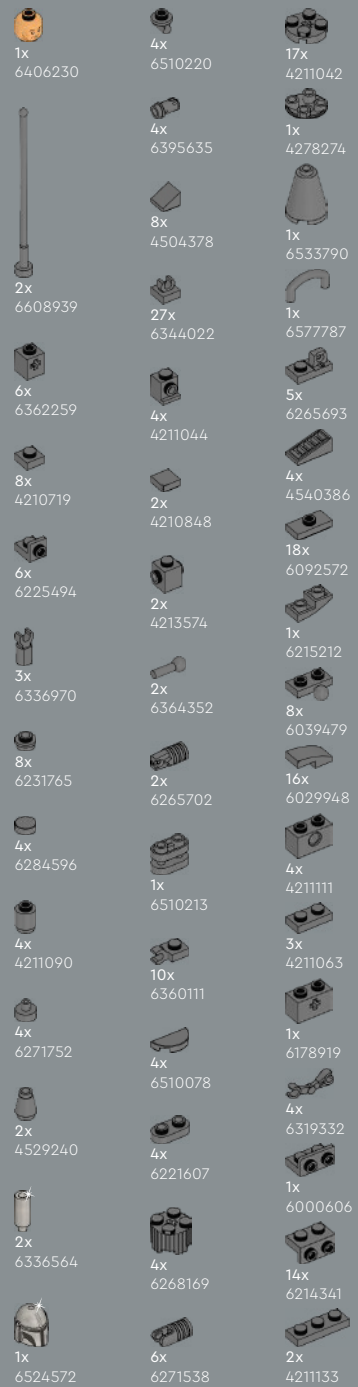 1x
6406230
2x
6608939
6x
6362259
8x
4210719
6x
6225494
3x
6336970
8x
6231765
4x
6284596
4x
4211090
4x
6271752
2x
4529240
2x
6336564
1x
6524572
4x
6510220
4x
6395635
8x
4504378
27x
6344022
4x
4211044
2x
4210848
2x
4213574
2x
6364352
2x
6265702
1x
6510213
10x
6360111
4x
6510078
4x
6221607
4x
6268169
6x
6271538
17x
4211042
1x
4278274
1x
6533790
1x
6577787
5x
6265693
4x
4540386
18x
6092572
1x
6215212
8x
6039479
16x
6029948
4x
4211111
3x
4211063
1x
6178919
4x
6319332
1x
6000606
14x
6214341
2x
4211133